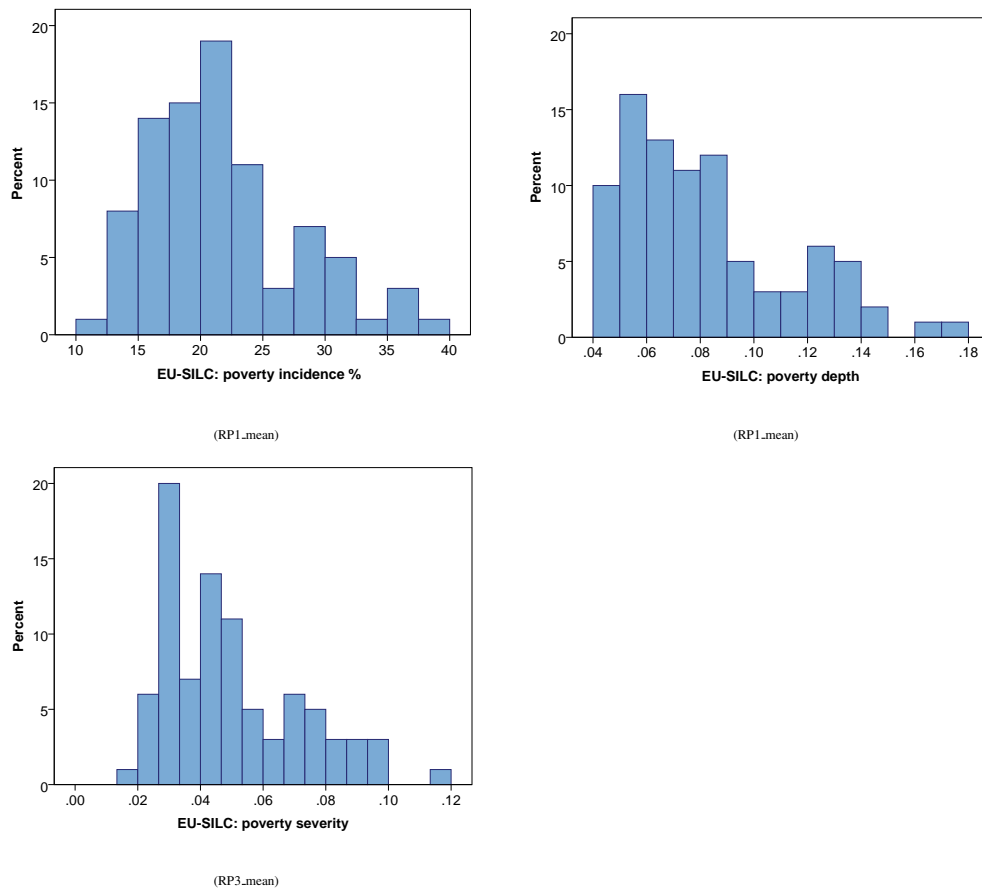 20
15
10
5
0
Percent
10 15 20 25 30 35 40
EU-SILC: poverty incidence %
(RP1_mean)
20
15
10
5
0
Percent
.04 .06 .08 .10 .12 .14 .16 .18
EU-SILC: poverty depth
(RP1_mean)
20
15
10
5
0
Percent
.00 .02 .04 .06 .08 .10 .12
EU-SILC: poverty severity
(RP3_mean)